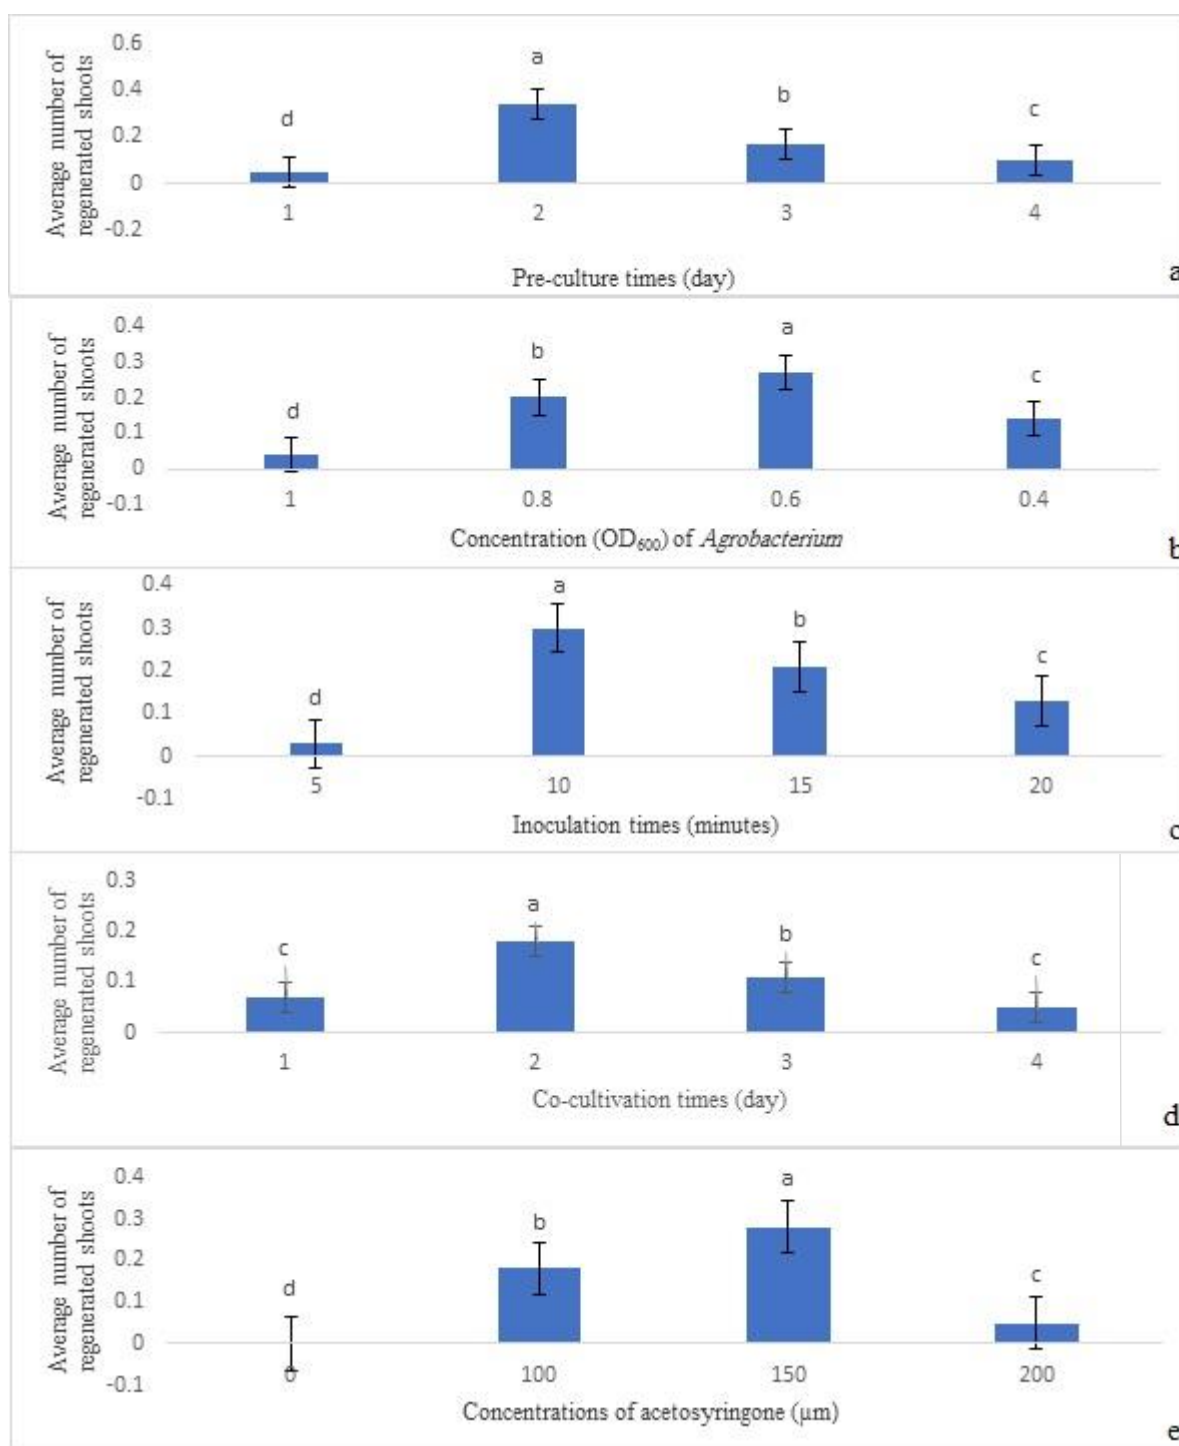 Average number of
regenerated shoots
0.6
0.4
0.2
0
-0.2
d
a
b
c
1
2
3
4
Pre-culture times (day)
a
Average number of
regenerated shoots
0.4
0.3
0.2
0.1
0
-0.1
d
b
a
c
1
0.8
0.6
0.4
Concentration (OD₆₀₀) of Agrobacterium
b
Average number of
regenerated shoots
0.4
0.3
0.2
0.1
0
-0.1
d
a
b
c
5
10
15
20
Inoculation times (minutes)
c
Average number of
regenerated shoots
0.3
0.2
0.1
0
c
a
b
c
1
2
3
4
Co-cultivation times (day)
d
Average number of
regenerated shoots
0.4
0.3
0.2
0.1
0
-0.1
d
b
a
c
0
100
150
200
Concentrations of acetosyringone (µm)
e